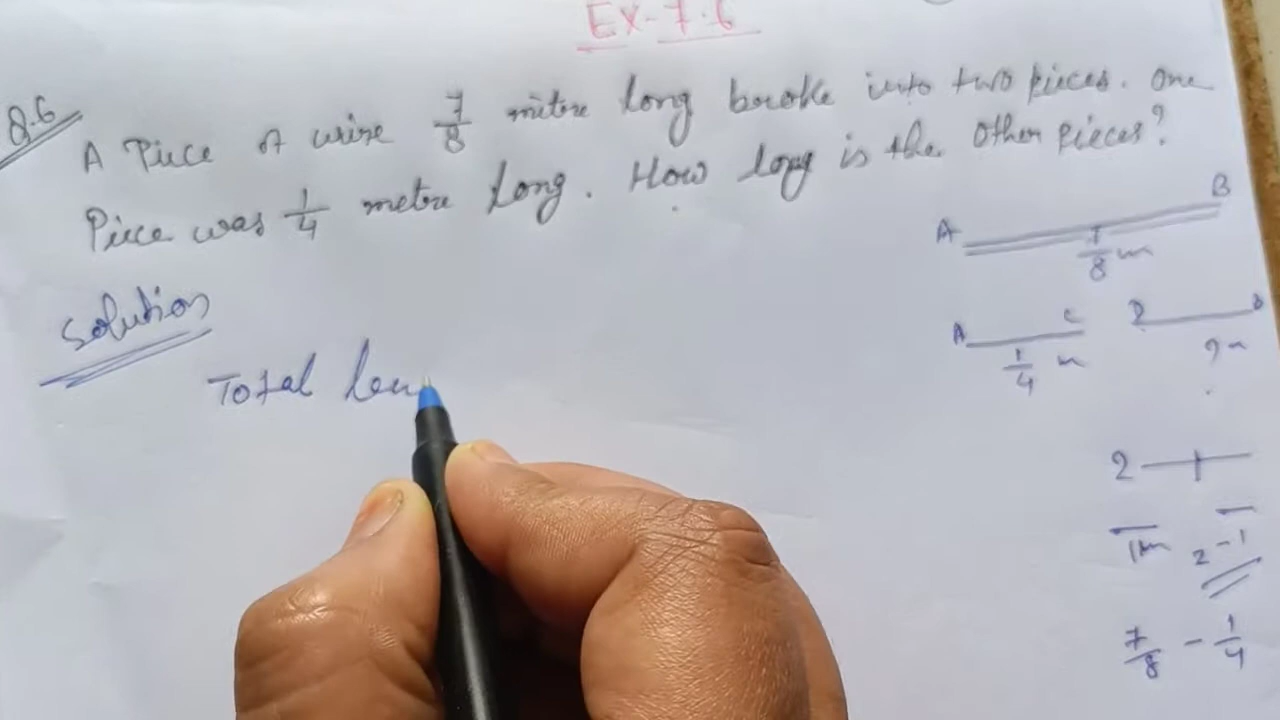 Ex-7.6
Q.6
A Piece of wire 7/8 metre long broke into two pieces. One
Piece was 1/4 metre long. How long is the other pieces?
A B
7/8 m
Solution
A C
1/4 m
? m
Total len
2
1m 2-1
7/8 - 1/4